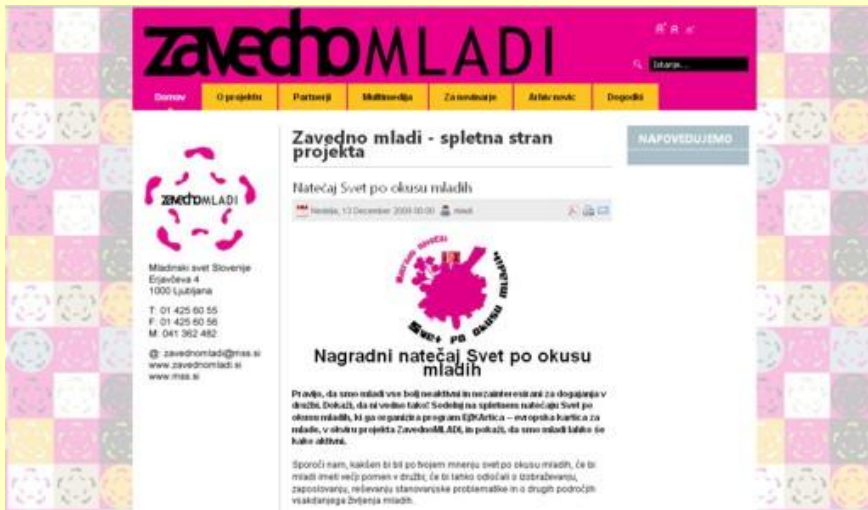 zavednoMLADI
Iskanje...
Domov
O projektu
Partnerji
Multimedija
Za novinarje
Arhiv novic
Dogodki
zavednoMLADI
Mladinski svet Slovenije
Erjavčeva 4
1000 Ljubljana
T: 01 425 60 55
F: 01 425 60 56
M: 041 362 482
@: zavednomladi@mss.si
www.zavednomladi.si
www.mss.si
Zavedno mladi - spletna stran
projekta
Natečaj Svet po okusu mladih
Nedelja, 13 December 2009 00:00
Svet po okusu mladih
Nagradni natečaj Svet po okusu
mladih
Pravijo, da smo mladi vse bolj neaktivni in nezainteresirani za dogajanja v
družbi. Dokaži, da ni vedno tako! Sodeluj na spletnem natečaju Svet po
okusu mladih, ki ga organizira program EJKArtica – evropska kartica za
mlade, v okviru projekta ZavednoMLADI, in pokaži, da smo mladi lahko še
kako aktivni.
Sporoči nam, kakšen bi bil po tvojem mnenju svet po okusu mladih, če bi
mladi imeli večji pomen v družbi, če bi lahko odločali o izobraževanju,
zaposlovanju, reševanju stanovanjske problematike in o drugih področjih
vsakdanjega življenja mladih.
NAPOVEDUJEMO